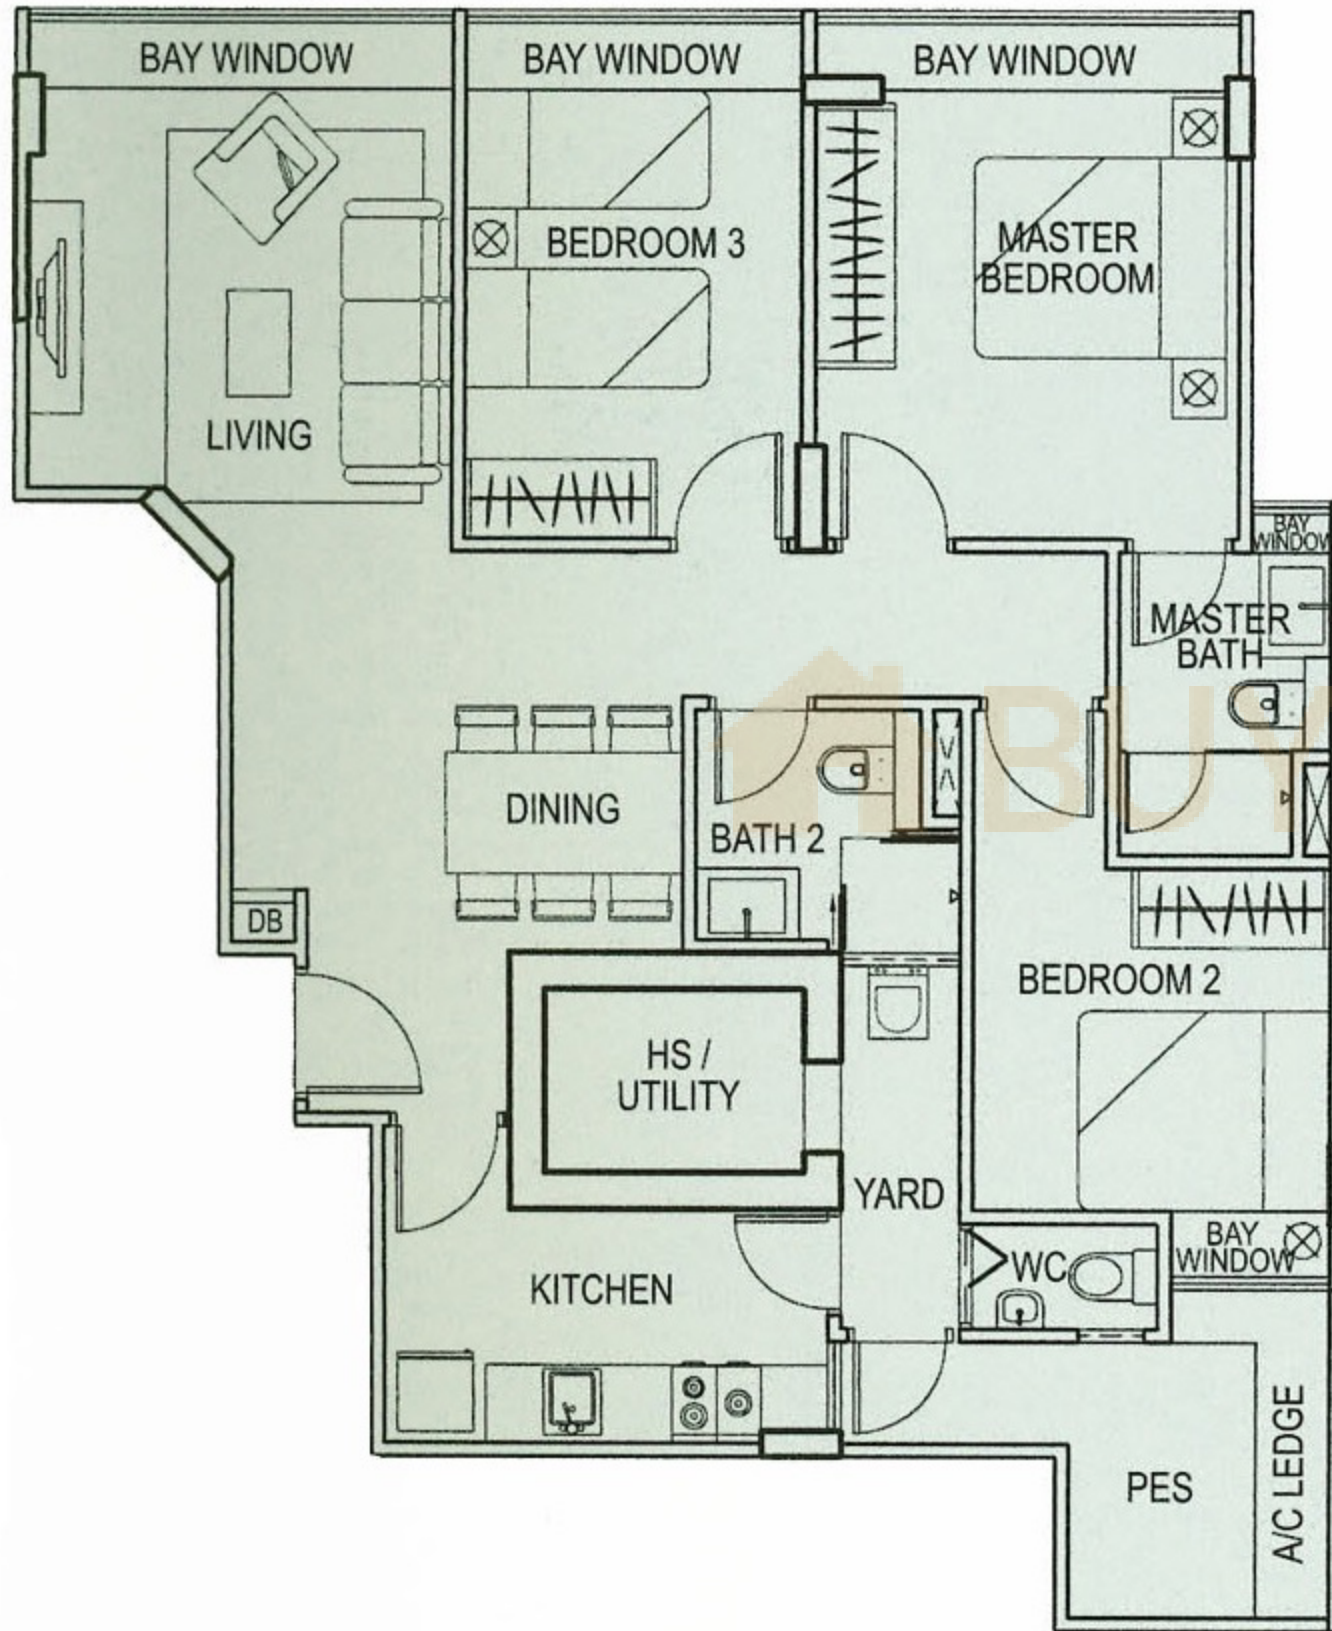 BAY WINDOW
BAY WINDOW
BAY WINDOW
BEDROOM 3
MASTER
BEDROOM
LIVING
BAY
WINDOW
MASTER
BATH
BUY
DINING
BATH 2
DB
BEDROOM 2
HS /
UTILITY
YARD
BAY
WINDOW
WC
KITCHEN
PES
A/C LEDGE